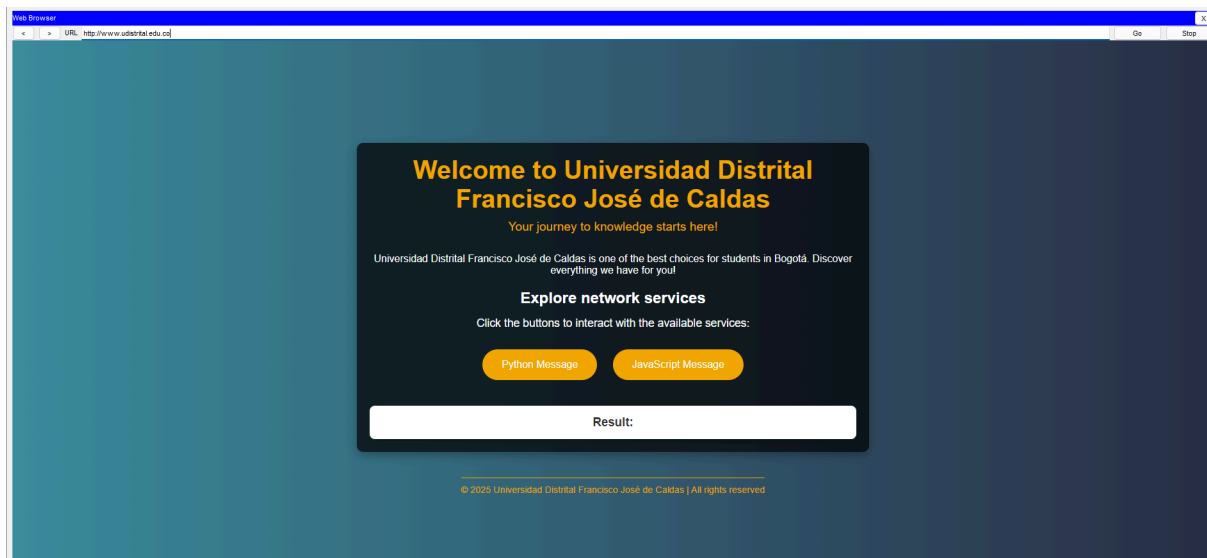 Web Browser X
< > URL http://www.udistrital.edu.co Go Stop
Welcome to Universidad Distrital
Francisco José de Caldas
Your journey to knowledge starts here!
Universidad Distrital Francisco José de Caldas is one of the best choices for students in Bogotá. Discover
everything we have for you!
Explore network services
Click the buttons to interact with the available services:
Python Message JavaScript Message
Result:
© 2025 Universidad Distrital Francisco José de Caldas | All rights reserved